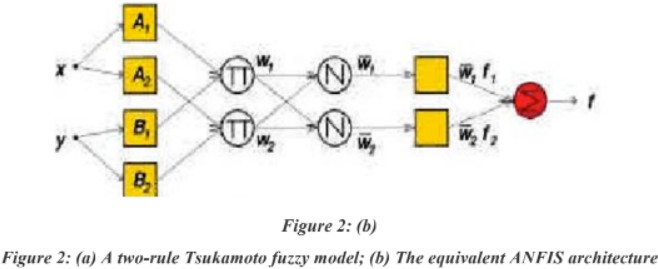 A1
x A2 Π w1 N w̅1 w̅1 f1
Σ f
y B1 Π w2 N w̅2 w̅2 f2
B2
Figure 2: (b)
Figure 2: (a) A two-rule Tsukamoto fuzzy model; (b) The equivalent ANFIS architecture